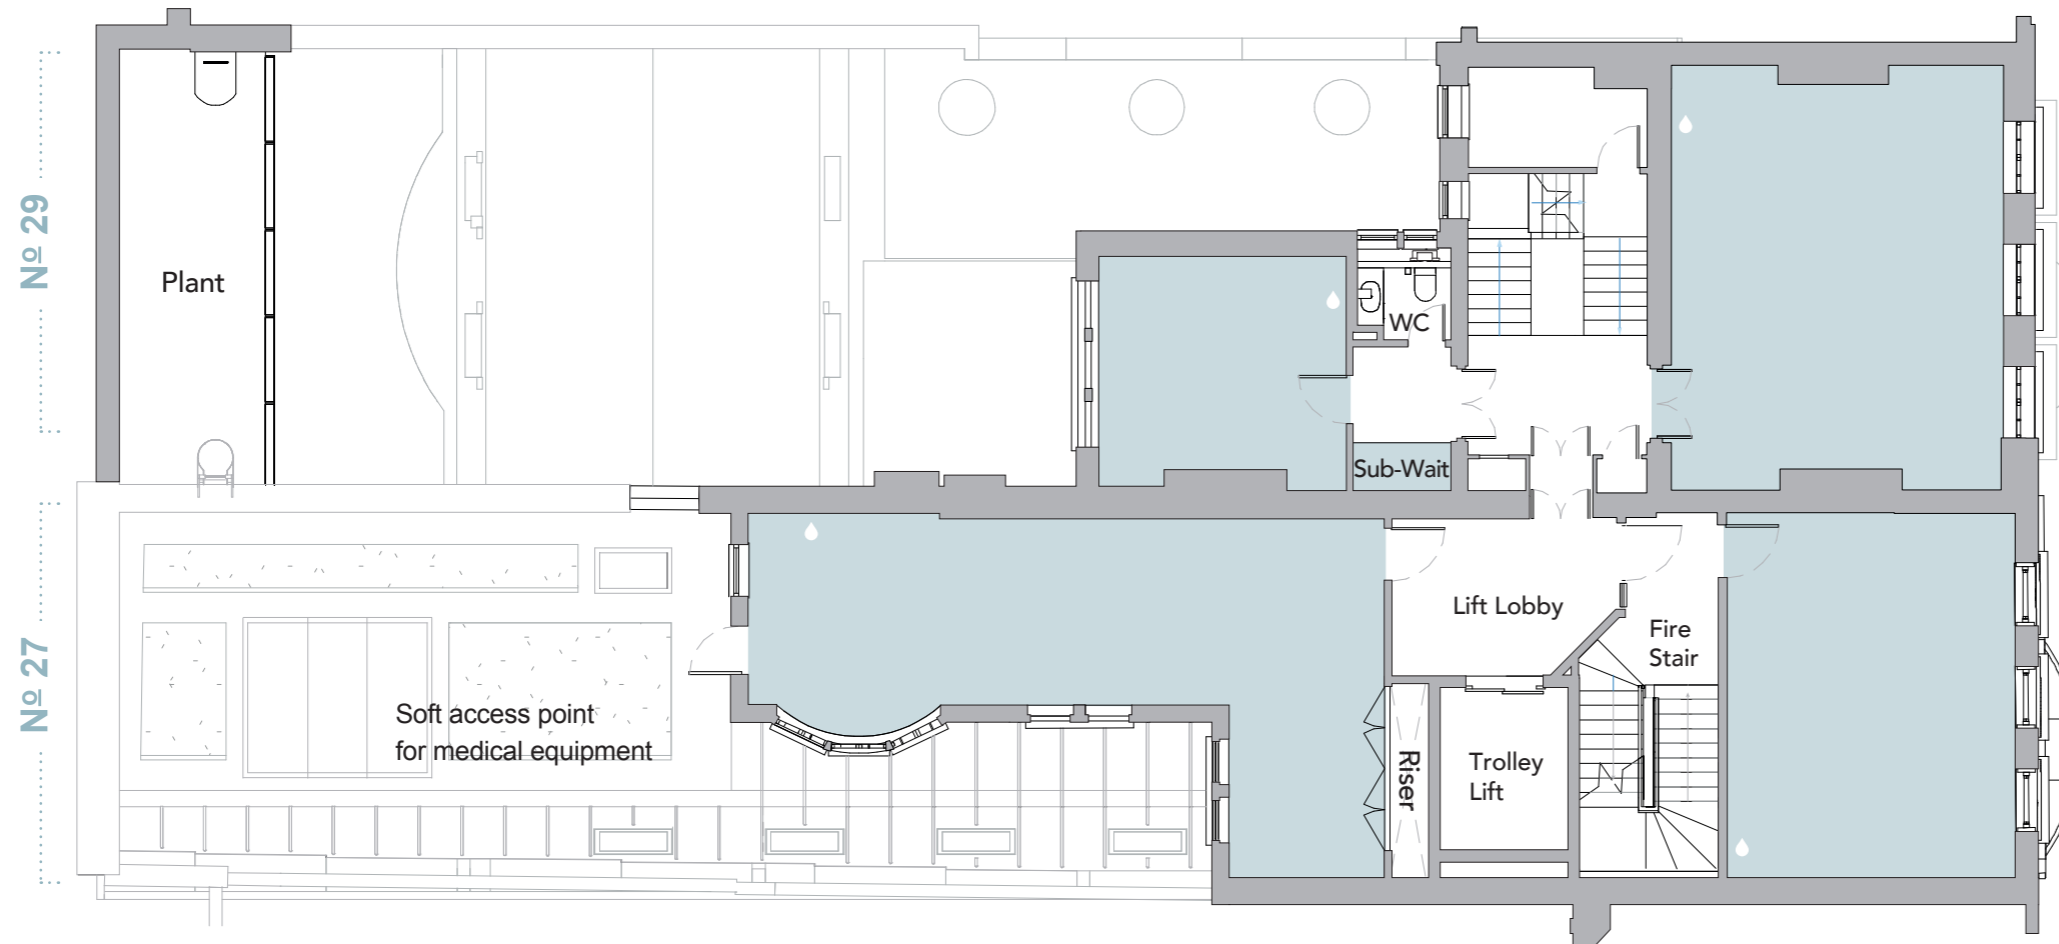 Nº 29
Plant
WC
Sub-Wait
Nº 27
Lift Lobby
Fire
Stair
Soft access point
for medical equipment
Riser
Trolley
Lift